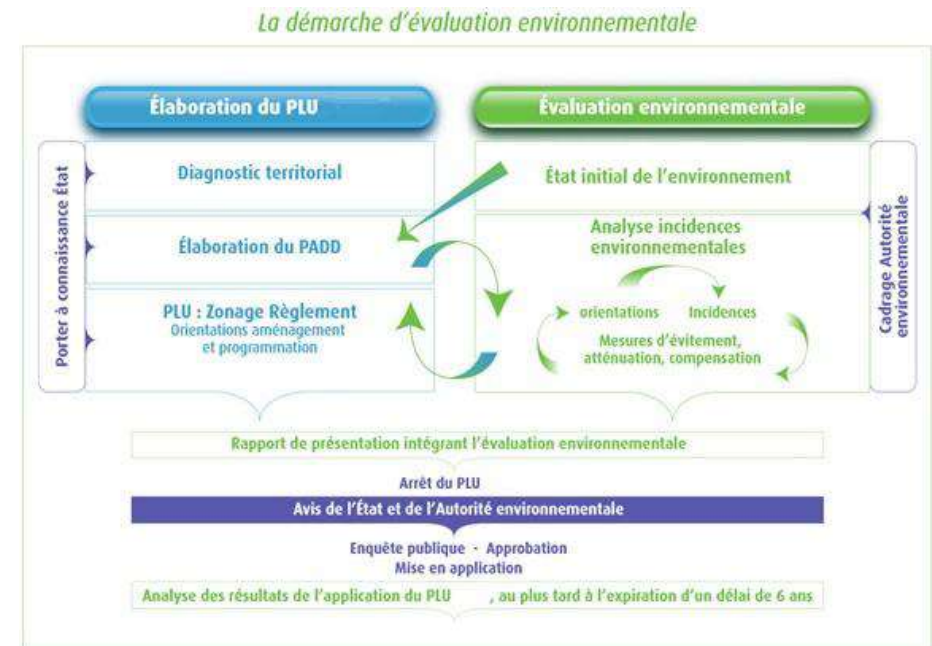 La démarche d'évaluation environnementale
Élaboration du PLU
Évaluation environnementale
Porter à connaissance État
Diagnostic territorial
Élaboration du PADD
PLU : Zonage Règlement
Orientations aménagement
et programmation
État initial de l'environnement
Analyse incidences
environnementales
orientations
Incidences
Mesures d'évitement,
atténuation, compensation
Cadrage Autorité
environnementale
Rapport de présentation intégrant l'évaluation environnementale
Arrêt du PLU
Avis de l'État et de l'Autorité environnementale
Enquête publique - Approbation
Mise en application
Analyse des résultats de l'application du PLU , au plus tard à l'expiration d'un délai de 6 ans